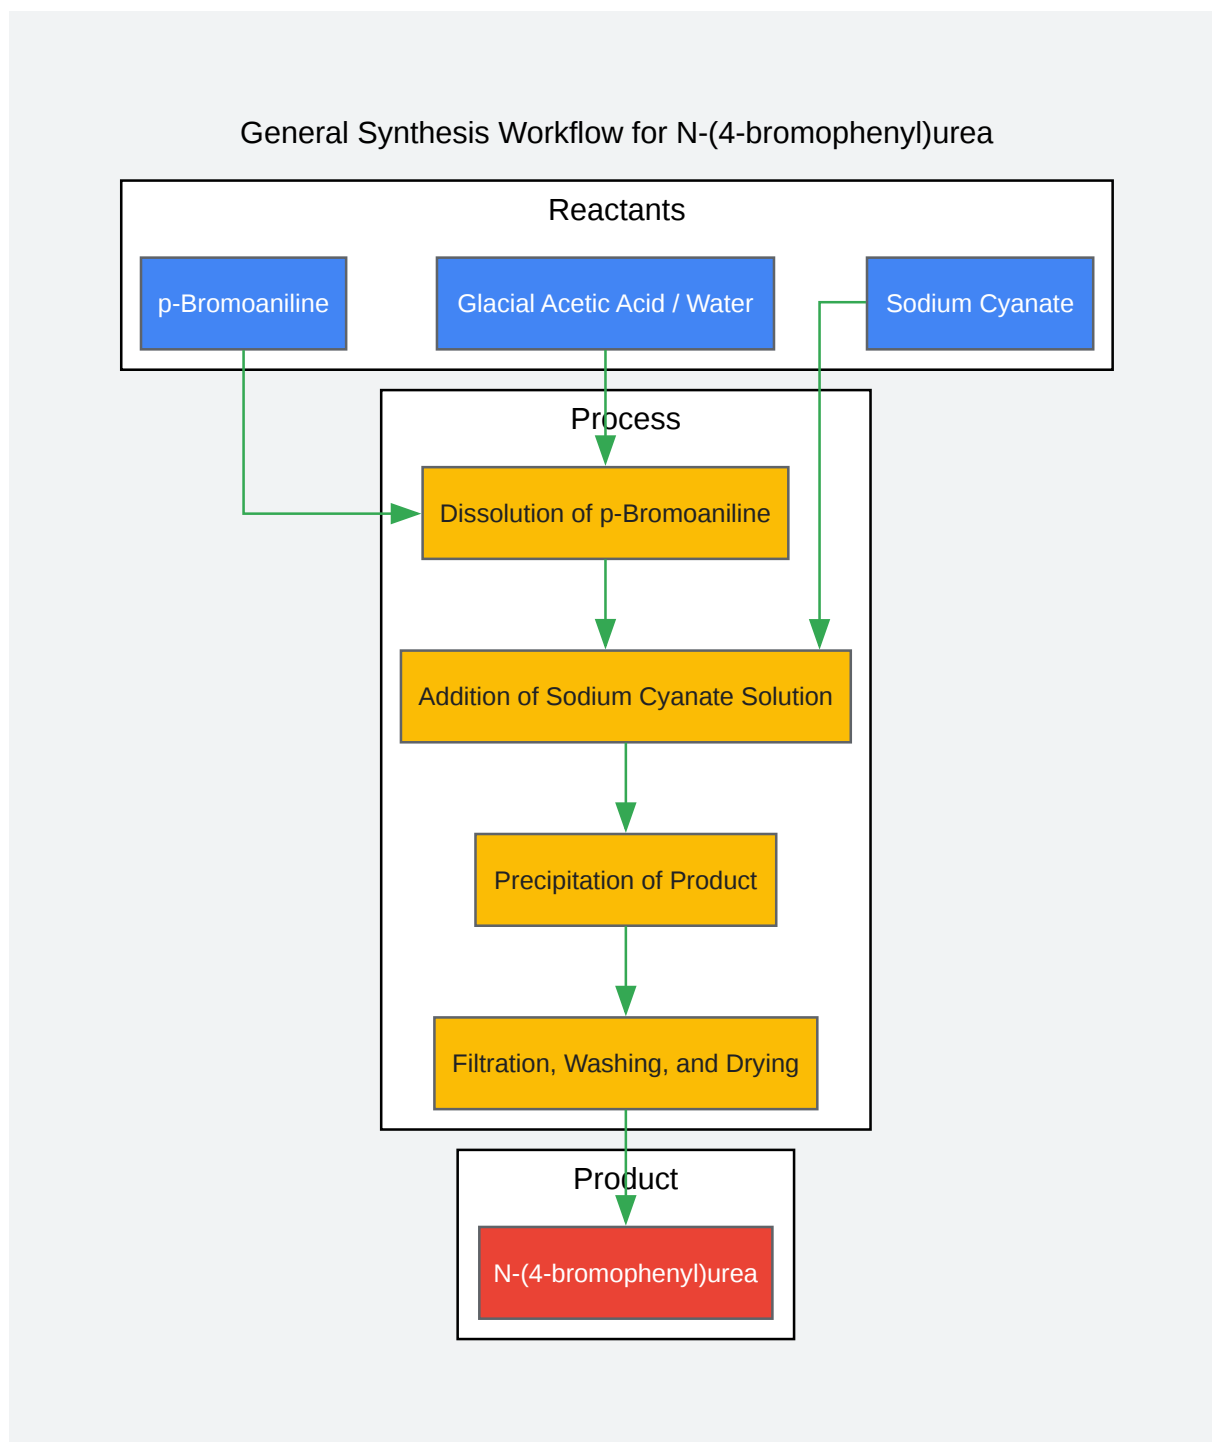 General Synthesis Workflow for N-(4-bromophenyl)urea
Reactants
p-Bromoaniline
Glacial Acetic Acid / Water
Sodium Cyanate
Process
Dissolution of p-Bromoaniline
Addition of Sodium Cyanate Solution
Precipitation of Product
Filtration, Washing, and Drying
Product
N-(4-bromophenyl)urea